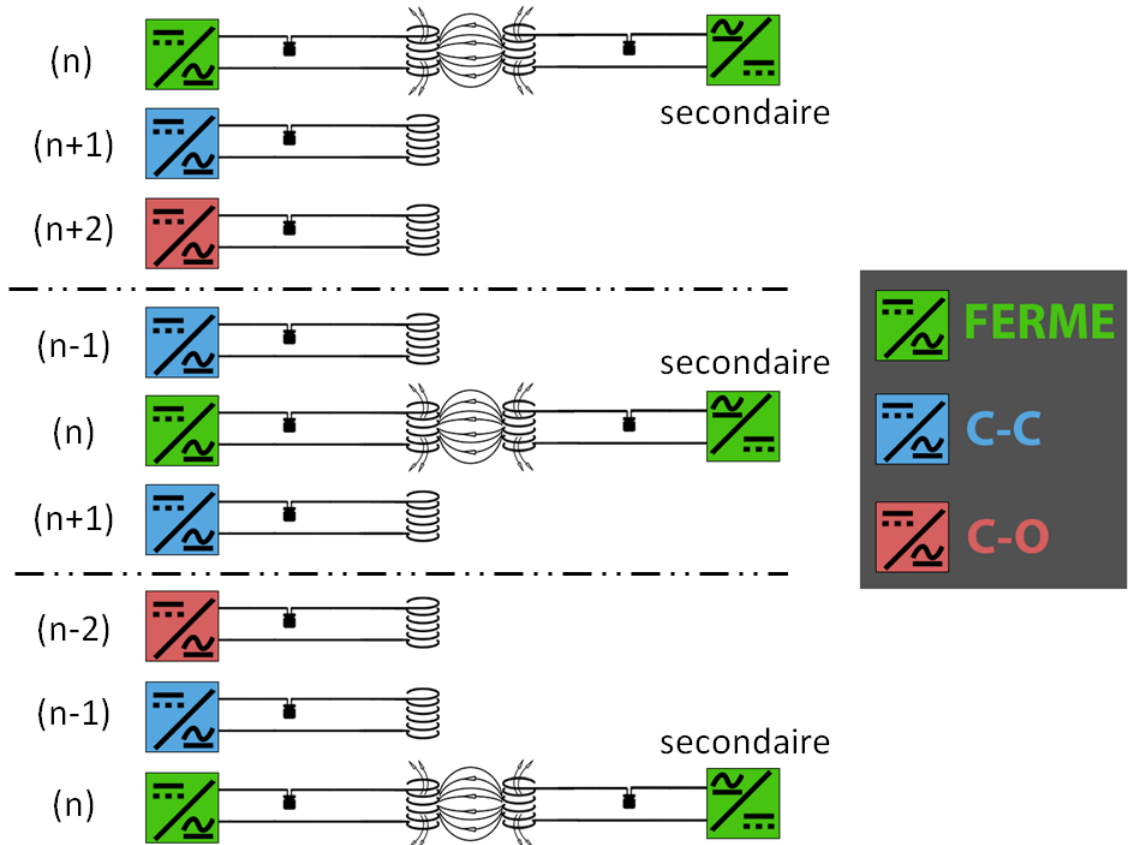 (n)
secondaire
(n+1)
(n+2)
(n-1)
secondaire
(n)
(n+1)
(n-2)
(n-1)
secondaire
(n)
FERME
C-C
C-O